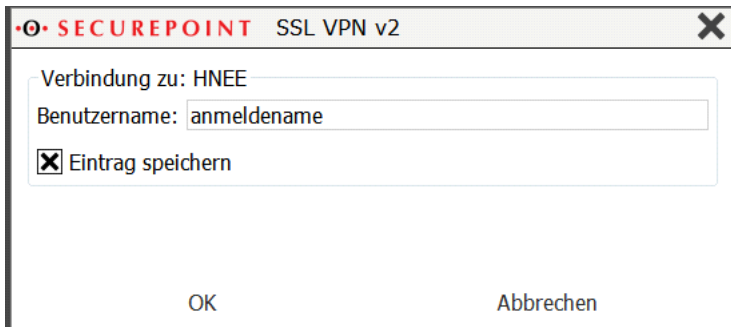 SECUREPOINT SSL VPN v2
Verbindung zu: HNEE
Benutzername: anmeldename
Eintrag speichern
OK Abbrechen